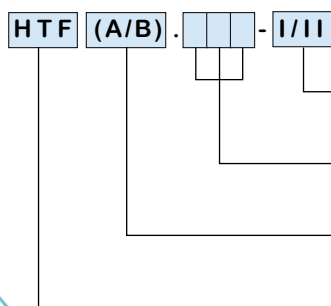 HTF (A/B) . - I/II